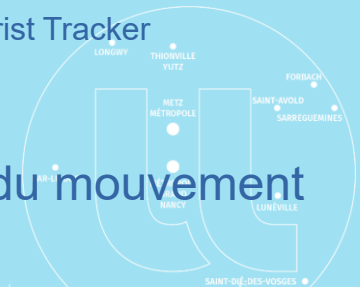 rist Tracker
LONGWY
THIONVILLE
YUTZ
FORBACH
METZ
MÉTROPOLE
SAINT-AVOLD
SARREGUEMINES
du mouvement
NANCY
LUNÉVILLE
SAINT-DIÉ-DES-VOSGES